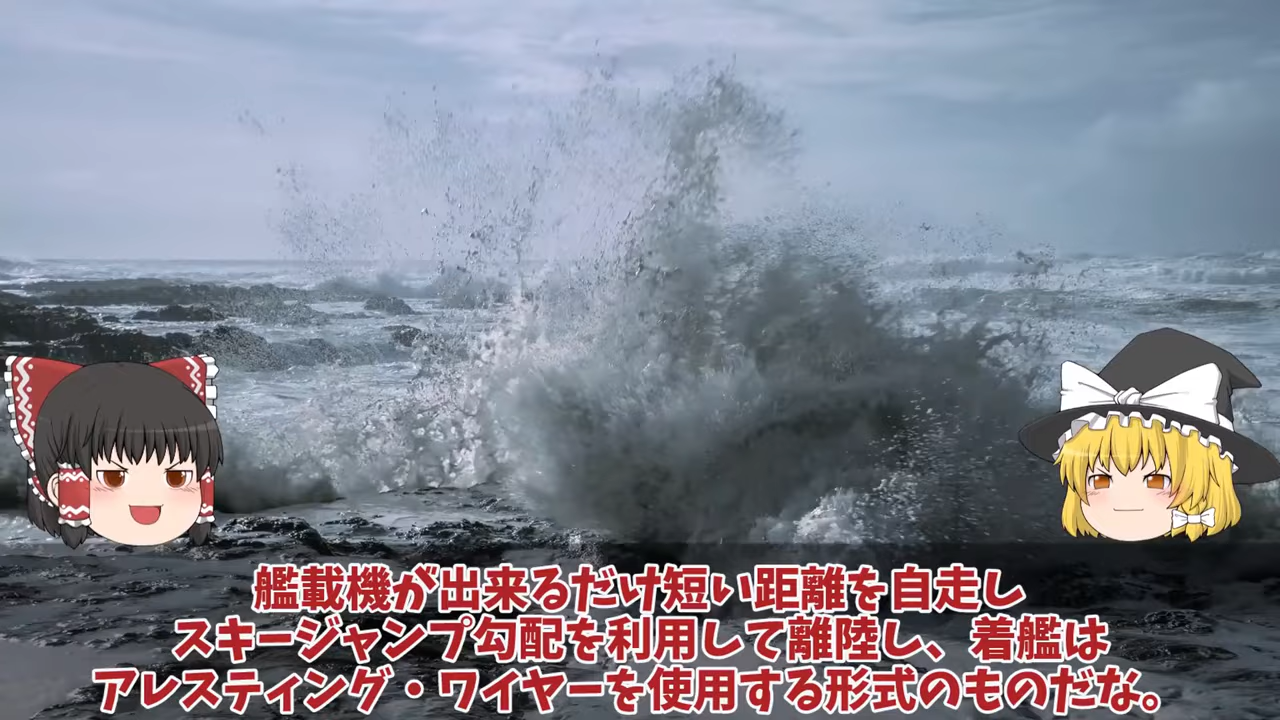 艦載機が出来るだけ短い距離を自走し
スキージャンプ勾配を利用して離陸し、着艦は
アレスティング・ワイヤーを使用する形式のものだな。